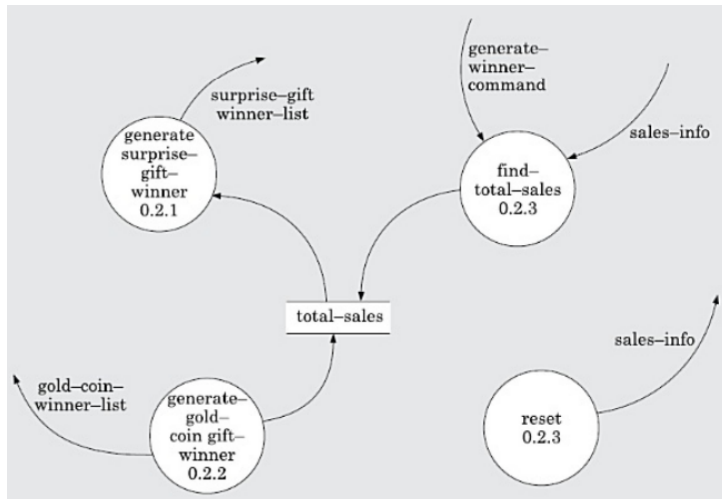 surprise–gift
winner–list
generate
surprise–
gift–
winner
0.2.1
generate–
winner–
command
sales–info
find–
total–sales
0.2.3
total–sales
gold–coin–
winner–list
generate–
gold–
coin gift–
winner
0.2.2
sales–info
reset
0.2.3